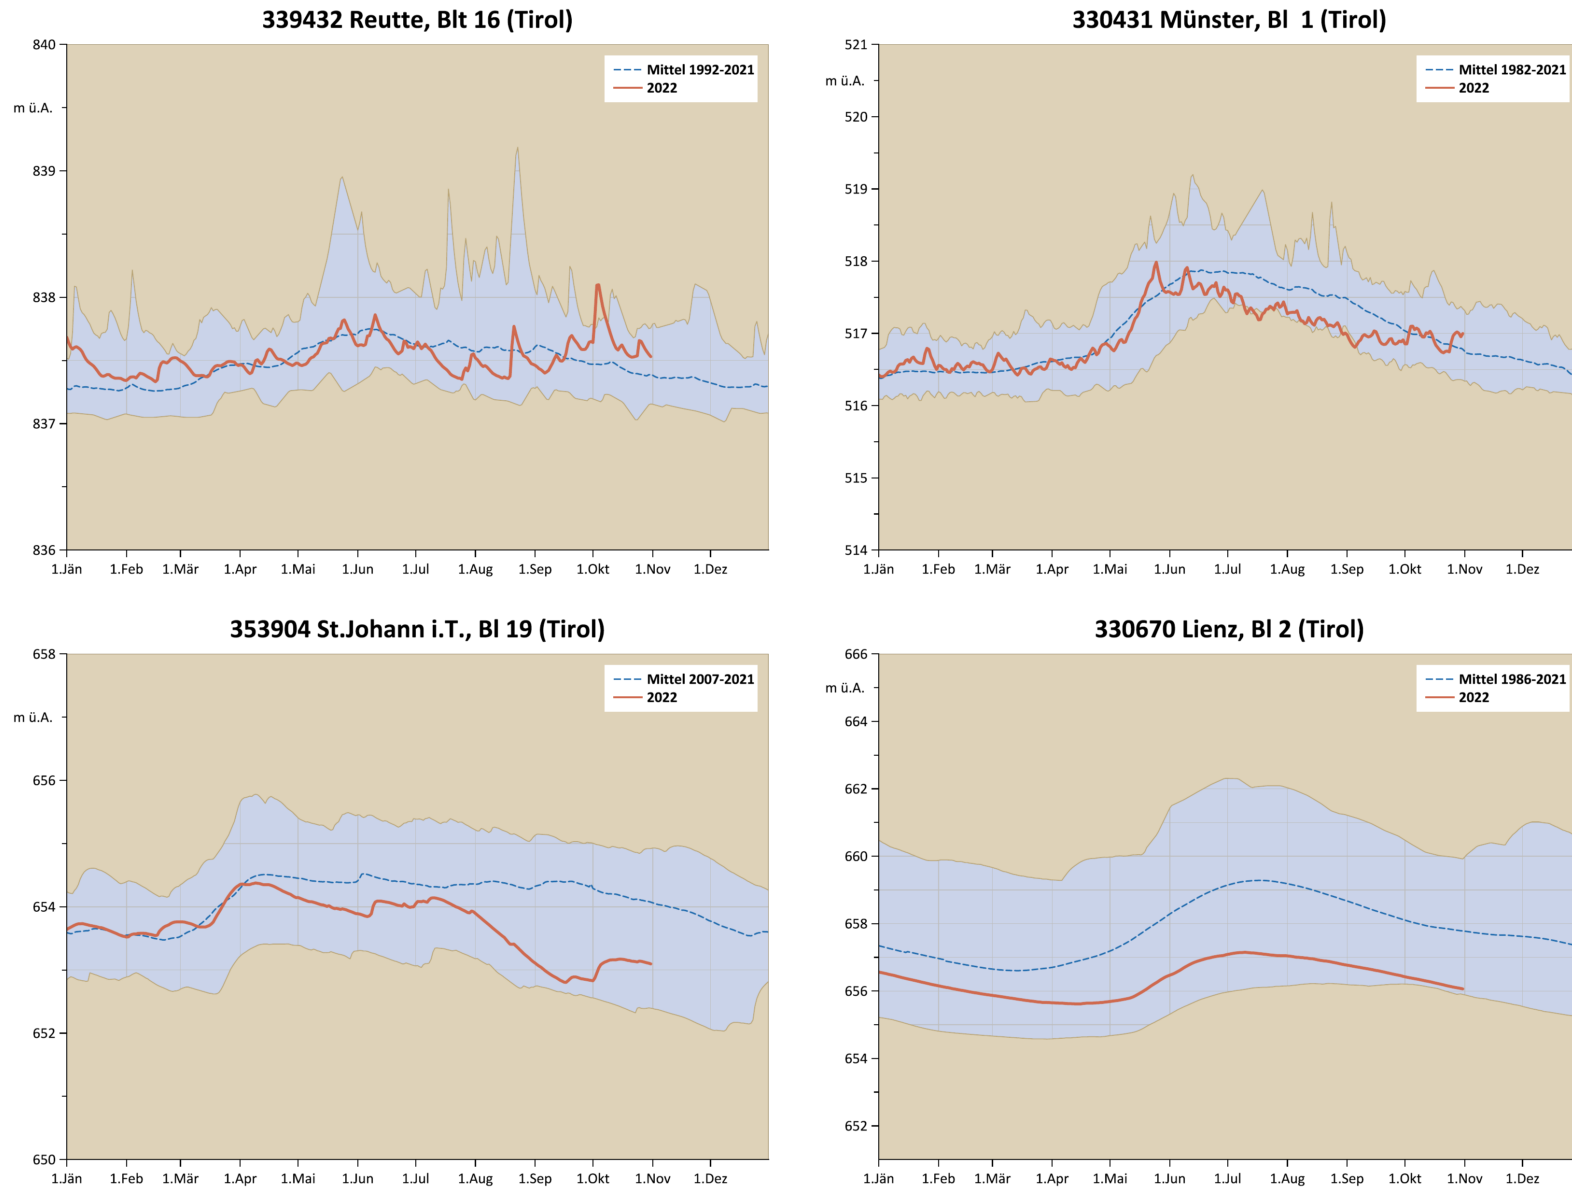 339432 Reutte, Blt 16 (Tirol)
840
m ü.A.
839
838
837
836
1.Jän 1.Feb 1.Mär 1.Apr 1.Mai 1.Jun 1.Jul 1.Aug 1.Sep 1.Okt 1.Nov 1.Dez
Mittel 1992-2021
2022
330431 Münster, Bl 1 (Tirol)
521
m ü.A.
520
519
518
517
516
515
514
1.Jän 1.Feb 1.Mär 1.Apr 1.Mai 1.Jun 1.Jul 1.Aug 1.Sep 1.Okt 1.Nov 1.Dez
Mittel 1982-2021
2022
353904 St.Johann i.T., Bl 19 (Tirol)
658
m ü.A.
656
654
652
650
1.Jän 1.Feb 1.Mär 1.Apr 1.Mai 1.Jun 1.Jul 1.Aug 1.Sep 1.Okt 1.Nov 1.Dez
Mittel 2007-2021
2022
330670 Lienz, Bl 2 (Tirol)
666
m ü.A.
664
662
660
658
656
654
652
1.Jän 1.Feb 1.Mär 1.Apr 1.Mai 1.Jun 1.Jul 1.Aug 1.Sep 1.Okt 1.Nov 1.Dez
Mittel 1986-2021
2022